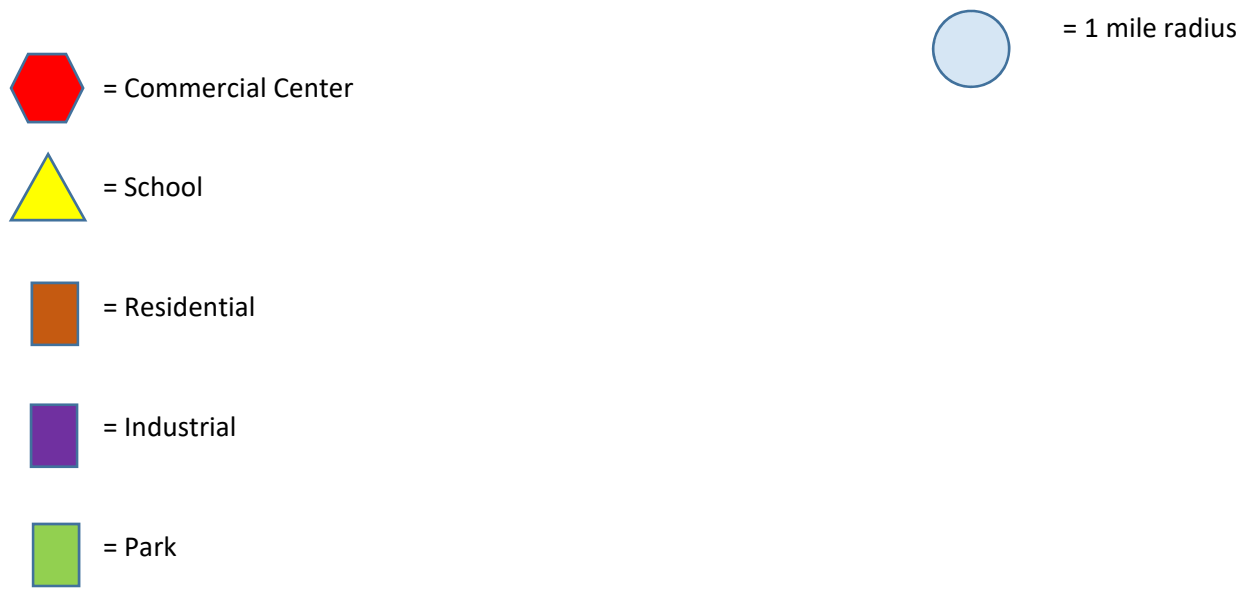 = 1 mile radius
= Commercial Center
= School
= Residential
= Industrial
= Park